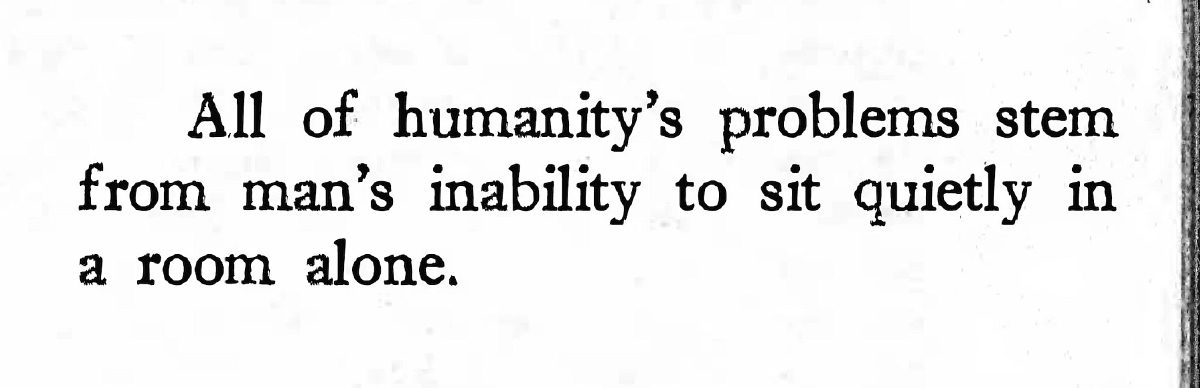 All of humanity's problems stem
from man's inability to sit quietly in
a room alone.